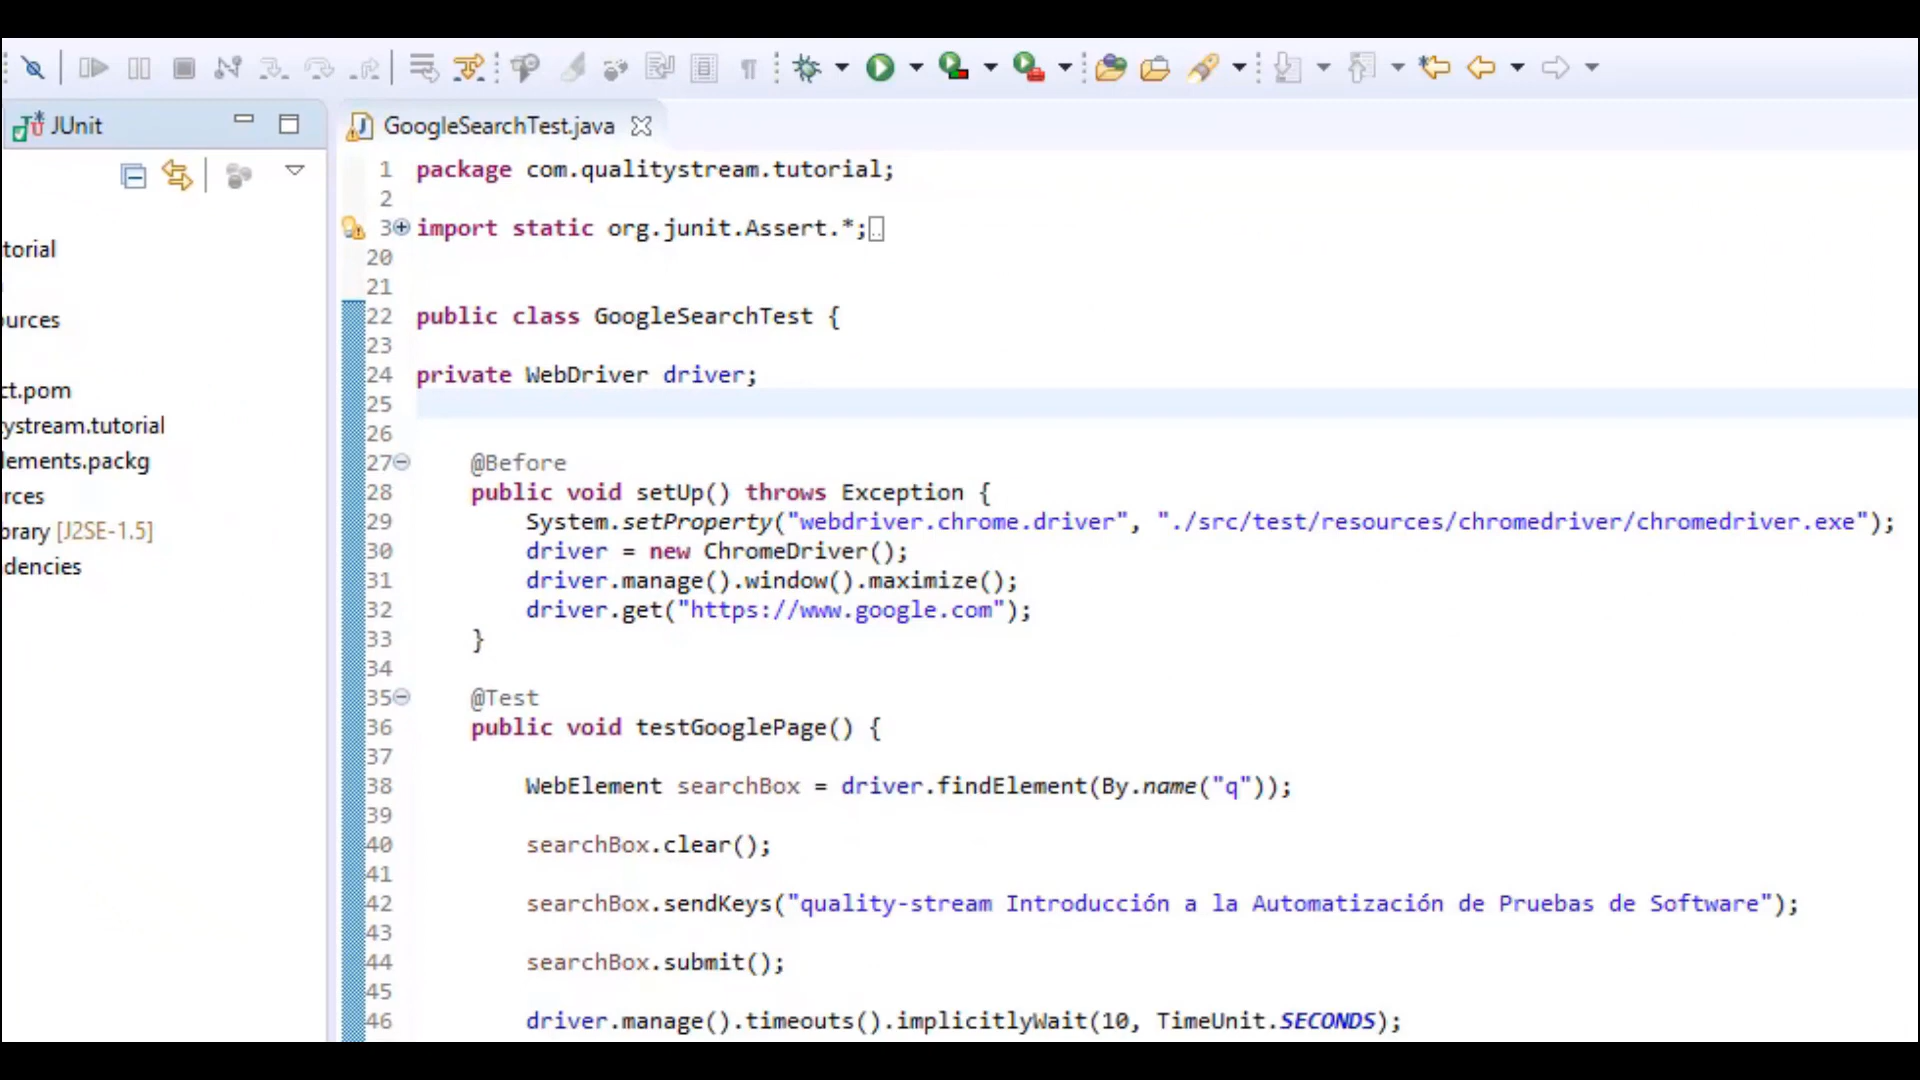 JUnit
GoogleSearchTest.java
torial
ources
ct.pom
ystream.tutorial
lements.packg
rces
brary [J2SE-1.5]
dencies
1 package com.qualitystream.tutorial;
2
3 import static org.junit.Assert.*;
20
21
22 public class GoogleSearchTest {
23
24 private WebDriver driver;
25
26
27 @Before
28 public void setUp() throws Exception {
29 System.setProperty("webdriver.chrome.driver", "./src/test/resources/chromedriver/chromedriver.exe");
30 driver = new ChromeDriver();
31 driver.manage().window().maximize();
32 driver.get("https://www.google.com");
33 }
34
35 @Test
36 public void testGooglePage() {
37
38 WebElement searchBox = driver.findElement(By.name("q"));
39
40 searchBox.clear();
41
42 searchBox.sendKeys("quality-stream Introducción a la Automatización de Pruebas de Software");
43
44 searchBox.submit();
45
46 driver.manage().timeouts().implicitlyWait(10, TimeUnit.SECONDS);